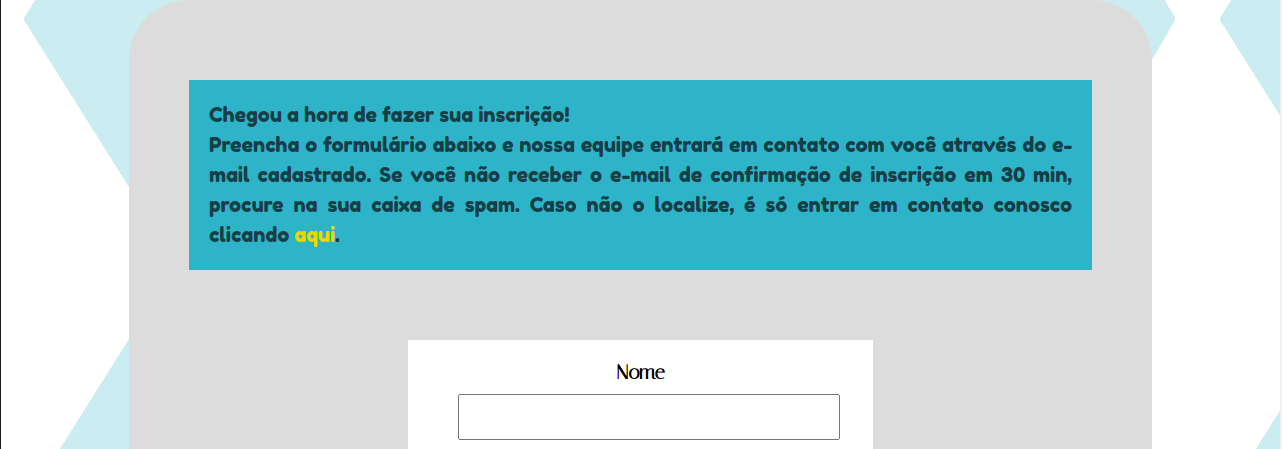 Chegou a hora de fazer sua inscrição!
Preencha o formulário abaixo e nossa equipe entrará em contato com você através do e-
mail cadastrado. Se você não receber o e-mail de confirmação de inscrição em 30 min,
procure na sua caixa de spam. Caso não o localize, é só entrar em contato conosco
clicando aqui.
Nome